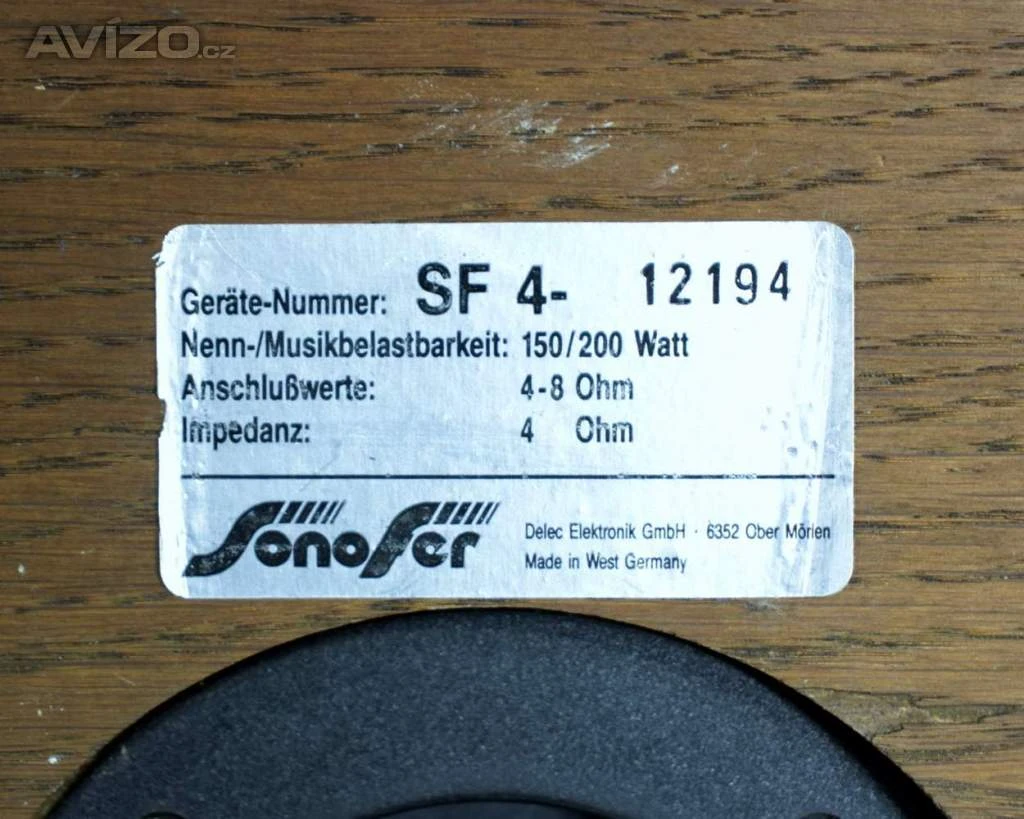 AVÍZO.cz
Geräte-Nummer: SF 4- 12194
Nenn-/Musikbelastbarkeit: 150/200 Watt
Anschlußwerte: 4-8 Ohm
Impedanz: 4 Ohm
Sonofer
Delec Elektronik GmbH · 6352 Ober Mörlen
Made in West Germany